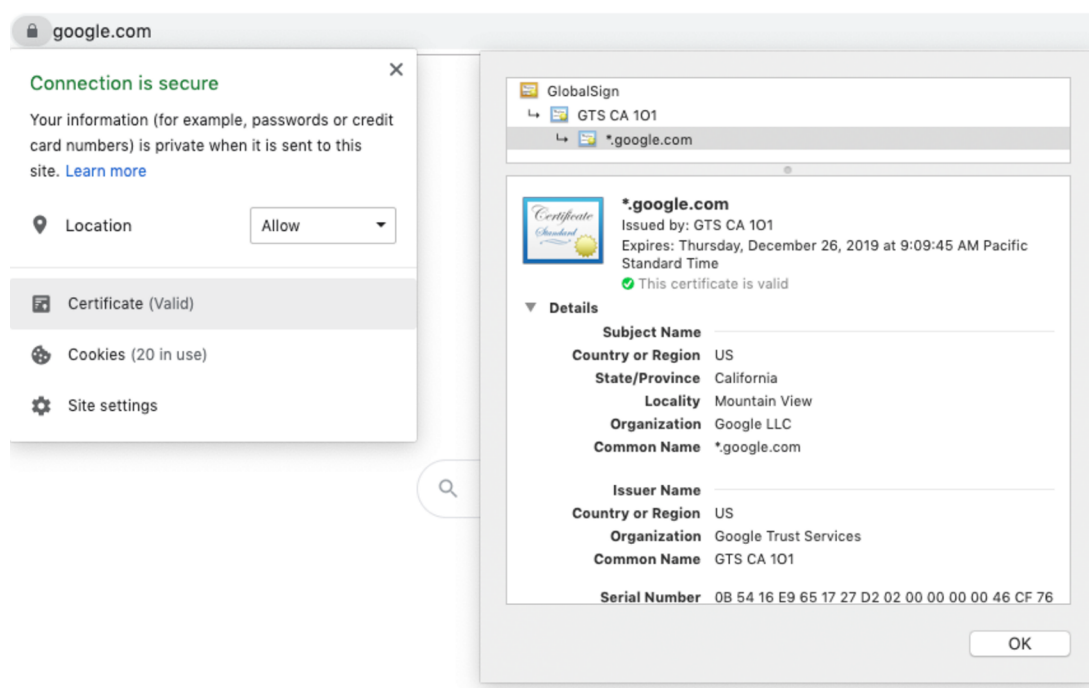 google.com
Connection is secure
Your information (for example, passwords or credit
card numbers) is private when it is sent to this
site. Learn more
Location Allow
Certificate (Valid)
Cookies (20 in use)
Site settings
GlobalSign
GTS CA 1O1
*.google.com
Certificate
Standard
*.google.com
Issued by: GTS CA 1O1
Expires: Thursday, December 26, 2019 at 9:09:45 AM Pacific
Standard Time
This certificate is valid
Details
Subject Name
Country or Region US
State/Province California
Locality Mountain View
Organization Google LLC
Common Name *.google.com
Issuer Name
Country or Region US
Organization Google Trust Services
Common Name GTS CA 1O1
Serial Number 0B 54 16 E9 65 17 27 D2 02 00 00 00 00 46 CF 76
OK